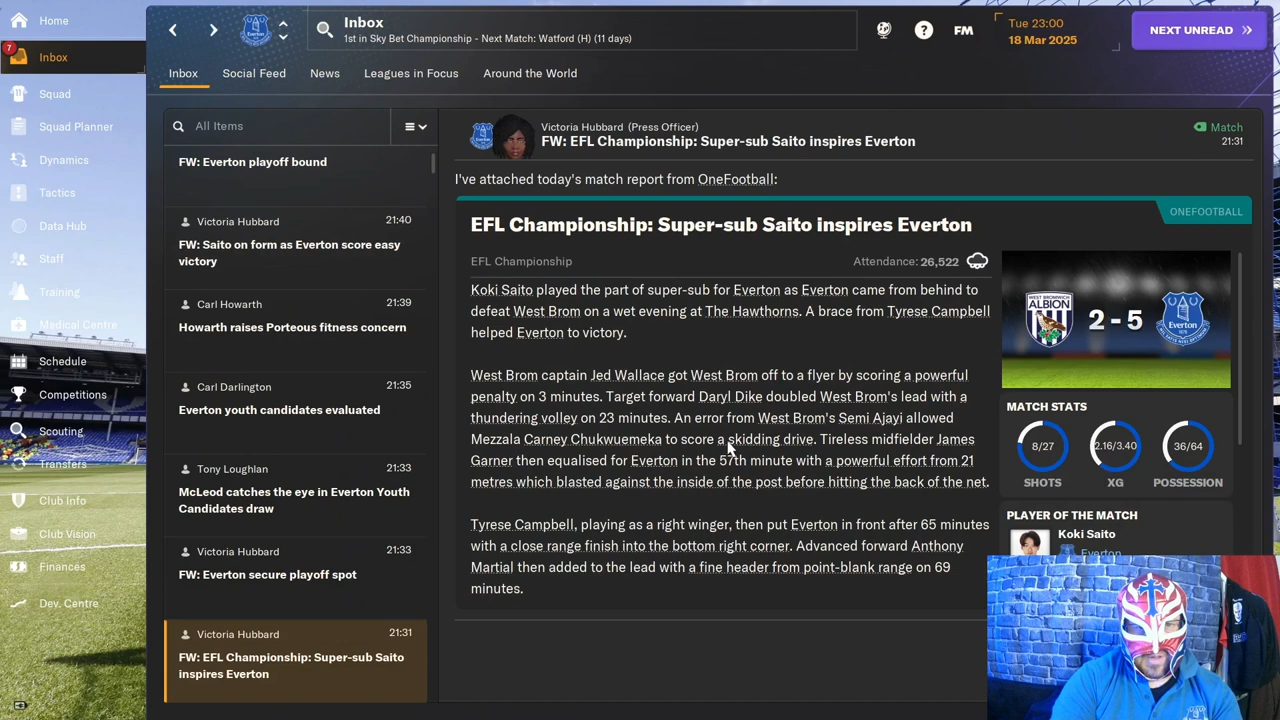 Home
Inbox
1st in Sky Bet Championship - Next Match: Watford (H) (11 days)
FM
Tue 23:00
18 Mar 2025
NEXT UNREAD
7
Inbox
Squad
Squad Planner
Dynamics
Tactics
Data Hub
Staff
Training
Medical Centre
Schedule
Competitions
Scouting
Transfers
Club Info
Club Vision
Finances
Dev. Centre
Inbox
Social Feed
News
Leagues in Focus
Around the World
All Items
FW: Everton playoff bound
Victoria Hubbard
21:40
FW: Saito on form as Everton score easy
victory
Carl Howarth
21:39
Howarth raises Porteous fitness concern
Carl Darlington
21:35
Everton youth candidates evaluated
Tony Loughlan
21:33
McLeod catches the eye in Everton Youth
Candidates draw
Victoria Hubbard
21:33
FW: Everton secure playoff spot
Victoria Hubbard
21:31
FW: EFL Championship: Super-sub Saito
inspires Everton
Victoria Hubbard (Press Officer)
FW: EFL Championship: Super-sub Saito inspires Everton
Match
21:31
I've attached today's match report from OneFootball:
ONEFOOTBALL
EFL Championship: Super-sub Saito inspires Everton
EFL Championship
Attendance: 26,522
Koki Saito played the part of super-sub for Everton as Everton came from behind to
defeat West Brom on a wet evening at The Hawthorns. A brace from Tyrese Campbell
helped Everton to victory.
West Brom captain Jed Wallace got West Brom off to a flyer by scoring a powerful
penalty on 3 minutes. Target forward Daryl Dike doubled West Brom's lead with a
thundering volley on 23 minutes. An error from West Brom's Semi Ajayi allowed
Mezzala Carney Chukwuemeka to score a skidding drive. Tireless midfielder James
Garner then equalised for Everton in the 57th minute with a powerful effort from 21
metres which blasted against the inside of the post before hitting the back of the net.
Tyrese Campbell, playing as a right winger, then put Everton in front after 65 minutes
with a close range finish into the bottom right corner. Advanced forward Anthony
Martial then added to the lead with a fine header from point-blank range on 69
minutes.
WEST BROMWICH
ALBION
2 - 5
Everton
1878
MATCH STATS
8/27
2.16/3.40
36/64
SHOTS
XG
POSSESSION
PLAYER OF THE MATCH
Koki Saito
Everton